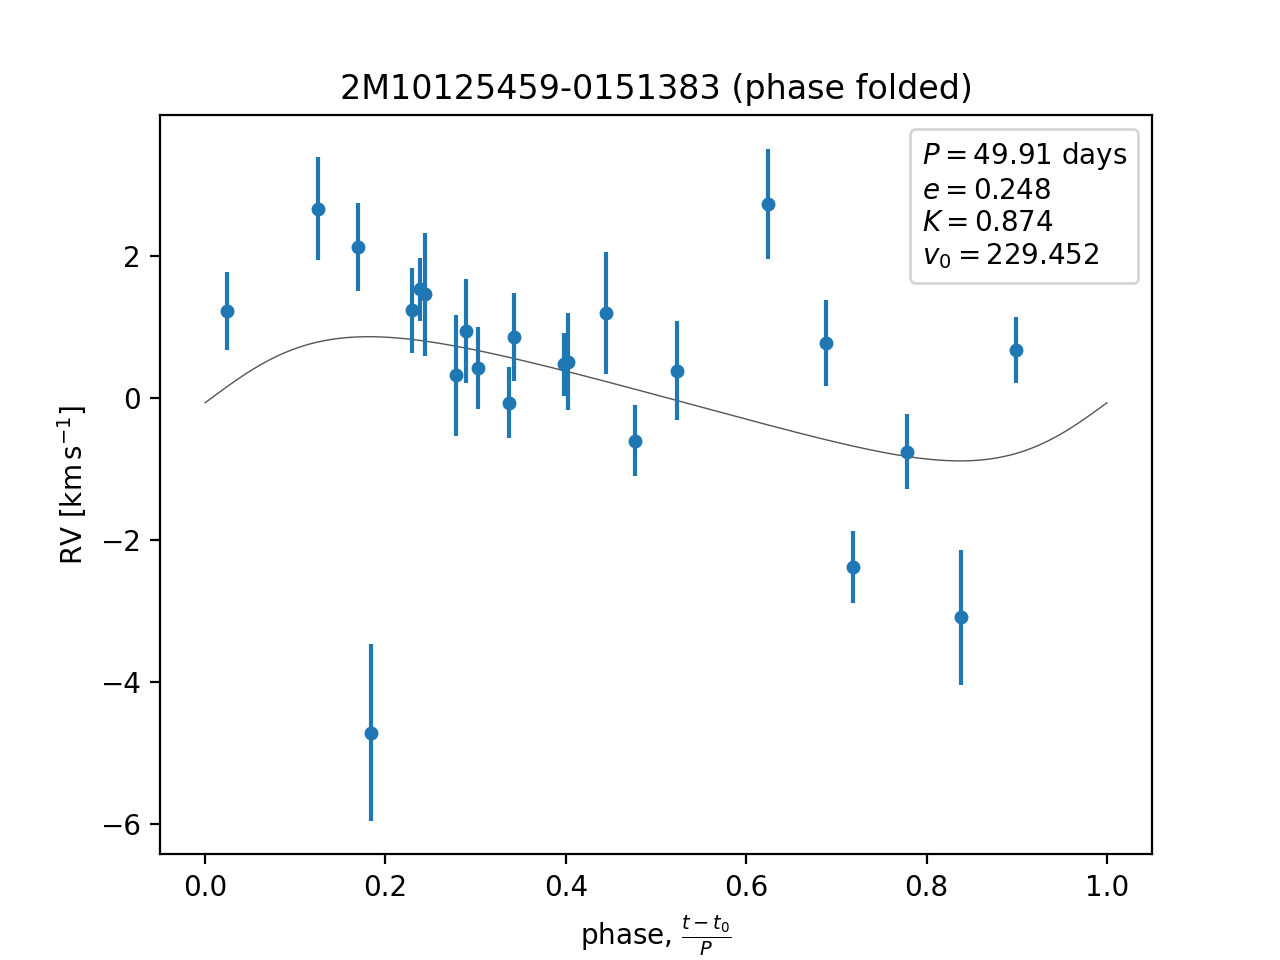 2M10125459-0151383 (phase folded)
P = 49.91 days
e = 0.248
K = 0.874
v₀ = 229.452
RV [km s⁻¹]
2
0
−2
−4
−6
0.0 0.2 0.4 0.6 0.8 1.0
phase, (t − t₀)/P